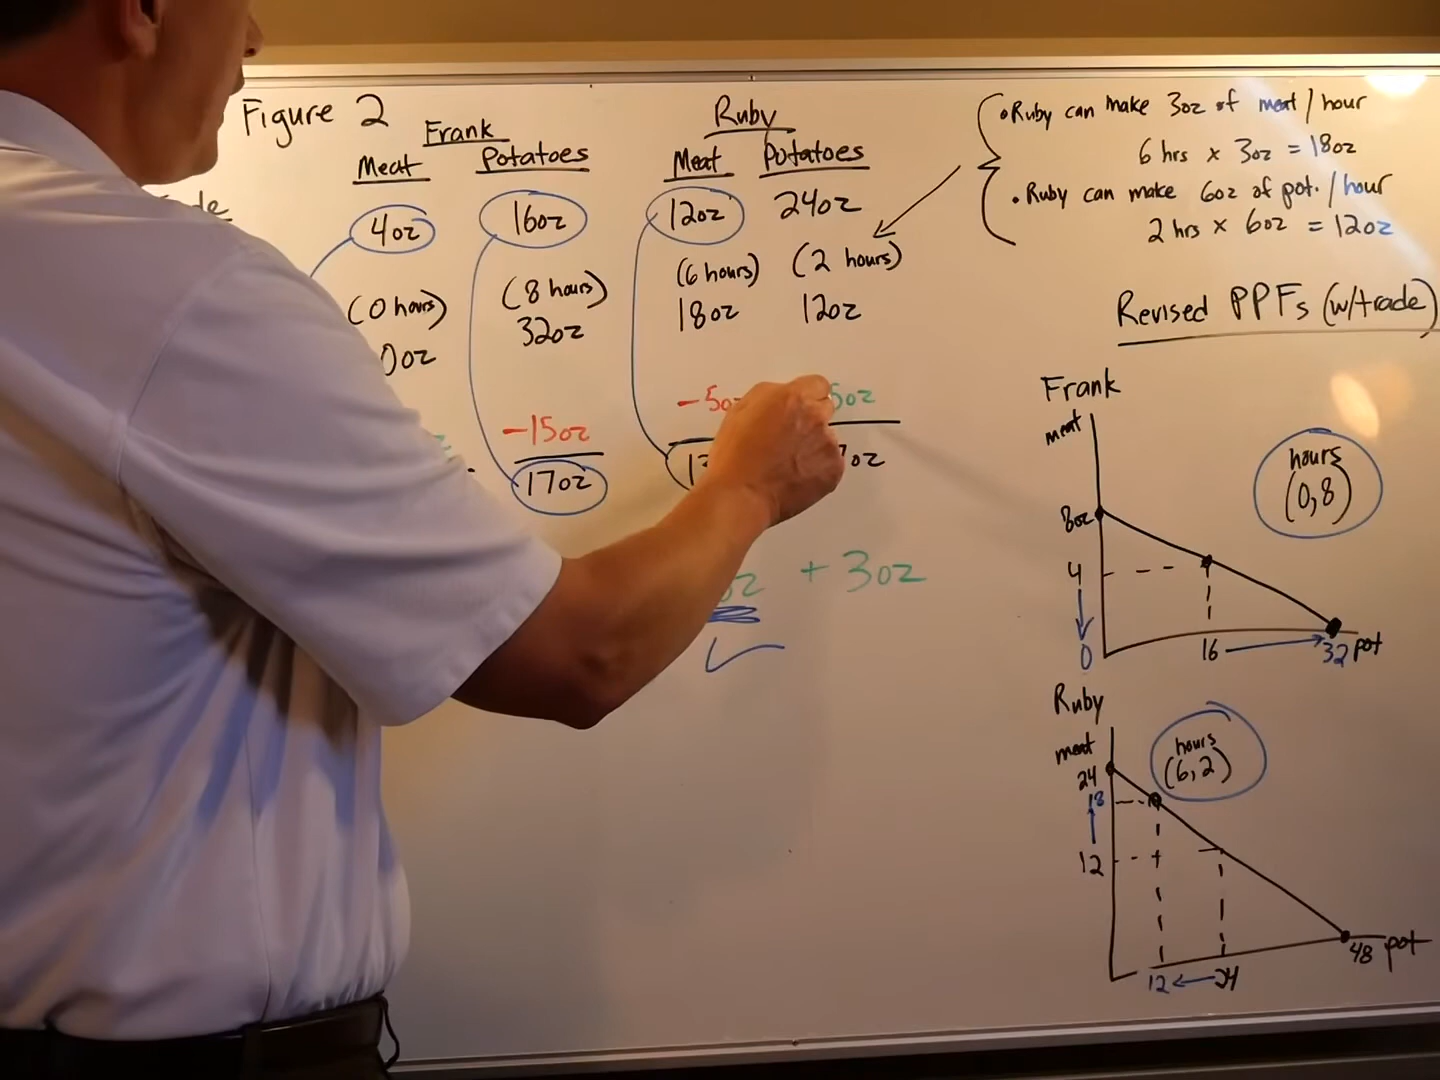 Figure 2
Frank
Meat Potatoes
4oz 16oz
(0 hours) (8 hours)
0oz 32oz
-15oz
17oz
Ruby
Meat Potatoes
12oz 24oz
(6 hours) (2 hours)
18oz 12oz
+ 3oz
• Ruby can make 3oz of meat / hour
6 hrs x 3oz = 18oz
• Ruby can make 6oz of pot. / hour
2 hrs x 6oz = 12oz
Revised PPFs (w/trade)
Frank
meat
hours
(0,8)
8oz
4
0
16
32 pot
Ruby
meat
hours
(6,2)
24
18
12
48 pot
12
24